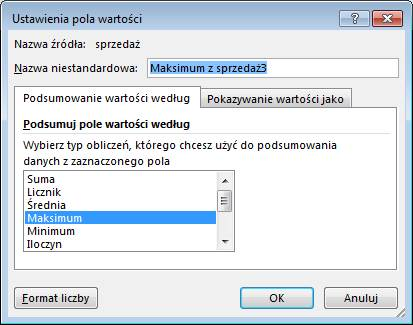 Ustawienia pola wartości
Nazwa źródła: sprzedaż
Nazwa niestandardowa: Maksimum z sprzedaż3
Podsumowanie wartości według Pokazywanie wartości jako
Podsumuj pole wartości według
Wybierz typ obliczeń, którego chcesz użyć do podsumowania
danych z zaznaczonego pola
Suma
Licznik
Średnia
Maksimum
Minimum
Iloczyn
Format liczby OK Anuluj